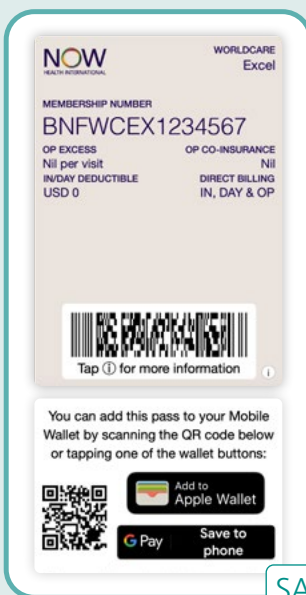 NOW
HEALTH INTERNATIONAL
WORLDCARE
Excel
MEMBERSHIP NUMBER
BNFWCEX1234567
OP EXCESS OP CO-INSURANCE
Nil per visit Nil
IN/DAY DEDUCTIBLE DIRECT BILLING
USD 0 IN, DAY & OP
Tap ⓘ for more information
i
You can add this pass to your Mobile
Wallet by scanning the QR code below
or tapping one of the wallet buttons:
Add to
Apple Wallet
G Pay
Save to
phone
SA